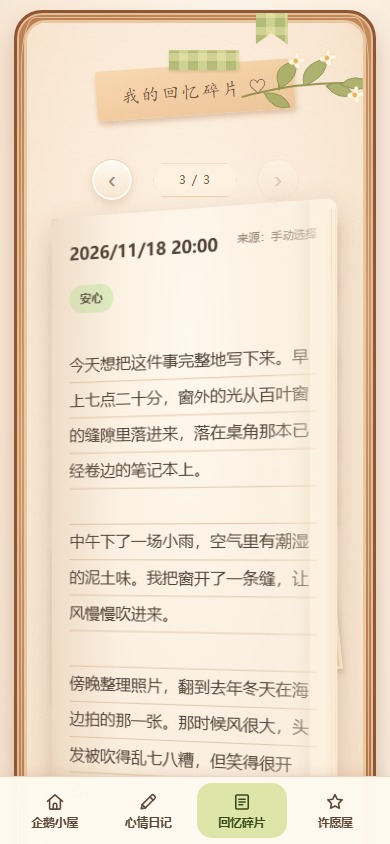 我的回忆碎片 ♡
‹ 3 / 3 ›
2026/11/18 20:00
来源：手动选择
安心
今天想把这件事完整地写下来。早
上七点二十分，窗外的光从百叶窗
的缝隙里落进来，落在桌角那本已
经卷边的笔记本上。
中午下了一场小雨，空气里有潮湿
的泥土味。我把窗开了一条缝，让
风慢慢吹进来。
傍晚整理照片，翻到去年冬天在海
边拍的那一张。那时候风很大，头
发被吹得乱七八糟，但笑得很开
企鹅小屋
心情日记
回忆碎片
许愿屋